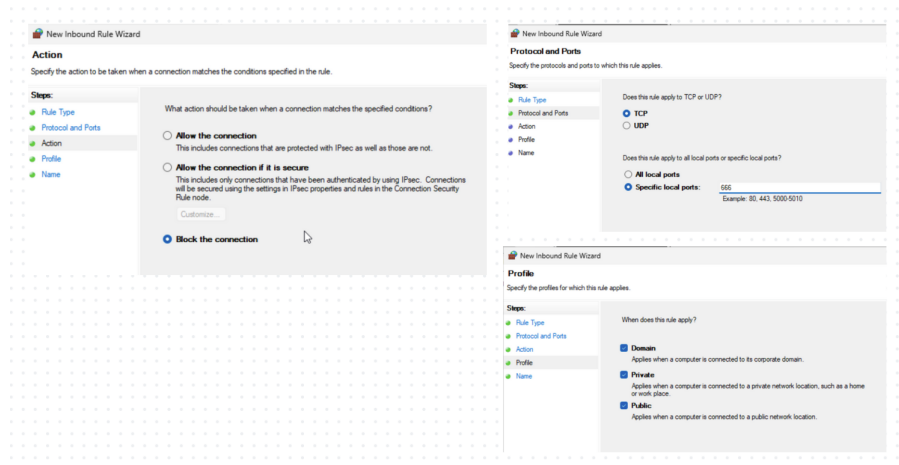 New Inbound Rule Wizard
Action
Specify the action to be taken when a connection matches the conditions specified in the rule.
Steps:
Rule Type
Protocol and Ports
Action
Profile
Name
What action should be taken when a connection matches the specified conditions?
Allow the connection
This includes connections that are protected with IPsec as well as those are not.
Allow the connection if it is secure
This includes only connections that have been authenticated by using IPsec. Connections
will be secured using the settings in IPsec properties and rules in the Connection Security
Rule node.
Customize...
Block the connection
New Inbound Rule Wizard
Protocol and Ports
Specify the protocols and ports to which this rule applies.
Steps:
Rule Type
Protocol and Ports
Action
Profile
Name
Does this rule apply to TCP or UDP?
TCP
UDP
Does this rule apply to all local ports or specific local ports?
All local ports
Specific local ports:
666
Example: 80, 443, 5000-5010
New Inbound Rule Wizard
Profile
Specify the profiles for which this rule applies.
Steps:
Rule Type
Protocol and Ports
Action
Profile
Name
When does this rule apply?
Domain
Applies when a computer is connected to its corporate domain.
Private
Applies when a computer is connected to a private network location, such as a home
or work place.
Public
Applies when a computer is connected to a public network location.